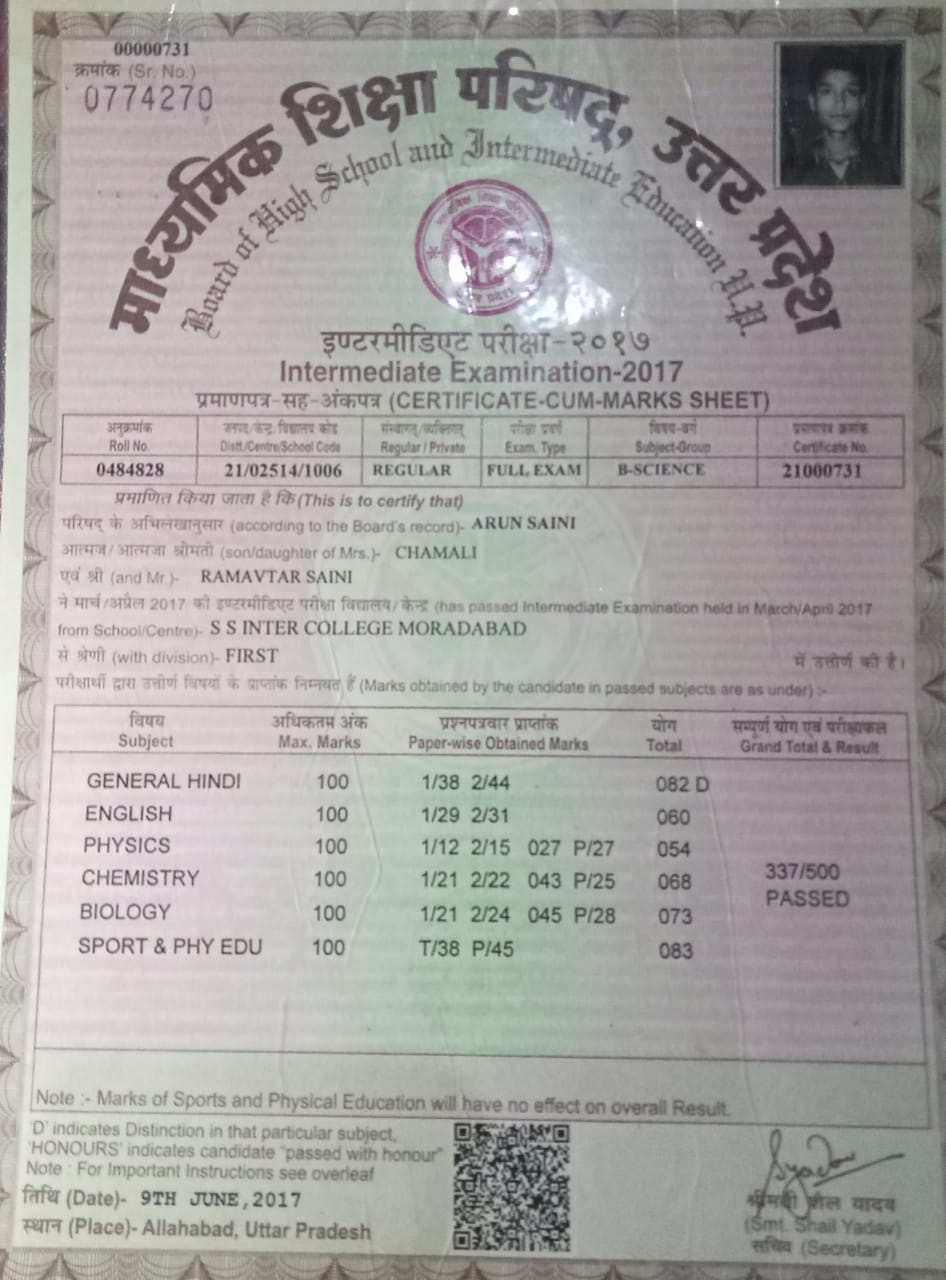 00000731
क्रमांक (Sr. No.)
0774270
माध्यमिक शिक्षा परिषद्, उत्तर प्रदेश
Board of High School and Intermediate Education U.P.
इण्टरमीडिएट परीक्षा-२०१७
Intermediate Examination-2017
प्रमाणपत्र-सह-अंकपत्र (CERTIFICATE-CUM-MARKS SHEET)
अनुक्रमांक जनपद/केन्द्र/विद्यालय कोड संस्थागत/व्यक्तिगत परीक्षा प्रवर्ग विषय-वर्ग प्रमाणपत्र क्रमांक
Roll No. Distt./Centre/School Code Regular / Private Exam. Type Subject-Group Certificate No.
0484828 21/02514/1006 REGULAR FULL EXAM B-SCIENCE 21000731
प्रमाणित किया जाता है कि (This is to certify that)
परिषद् के अभिलेखानुसार (according to the Board's record)- ARUN SAINI
आत्मज/आत्मजा श्रीमती (son/daughter of Mrs.)- CHAMALI
एवं श्री (and Mr.)- RAMAVTAR SAINI
ने मार्च/अप्रैल 2017 की इण्टरमीडिएट परीक्षा विद्यालय/केन्द्र (has passed Intermediate Examination held in March/April 2017
from School/Centre)- S S INTER COLLEGE MORADABAD
से श्रेणी (with division)- FIRST में उत्तीर्ण की है।
परीक्षार्थी द्वारा उत्तीर्ण विषयों के प्राप्तांक निम्नवत् हैं (Marks obtained by the candidate in passed subjects are as under) :-
विषय अधिकतम अंक प्रश्नपत्रवार प्राप्तांक योग सम्पूर्ण योग एवं परीक्षाफल
Subject Max. Marks Paper-wise Obtained Marks Total Grand Total & Result
GENERAL HINDI 100 1/38 2/44 082 D
ENGLISH 100 1/29 2/31 060
PHYSICS 100 1/12 2/15 027 P/27 054
CHEMISTRY 100 1/21 2/22 043 P/25 068 337/500
BIOLOGY 100 1/21 2/24 045 P/28 073 PASSED
SPORT & PHY EDU 100 T/38 P/45 083
Note :- Marks of Sports and Physical Education will have no effect on overall Result.
'D' indicates Distinction in that particular subject,
'HONOURS' indicates candidate "passed with honour"
Note : For Important Instructions see overleaf
तिथि (Date)- 9TH JUNE,2017
स्थान (Place)- Allahabad, Uttar Pradesh
Syadav
श्रीमती शैल यादव
(Smt. Shail Yadav)
सचिव (Secretary)